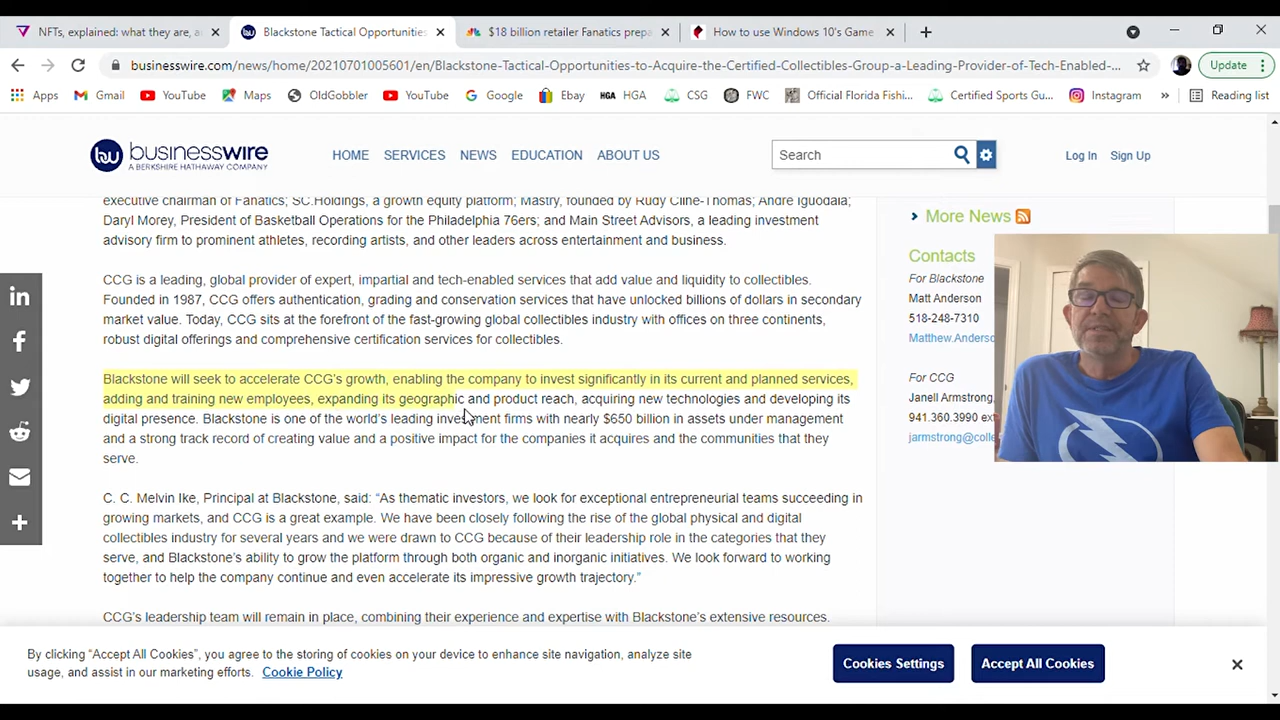 NFTs, explained: what they are, a
Blackstone Tactical Opportunities
$18 billion retailer Fanatics prepa
How to use Windows 10's Game
businesswire.com/news/home/20210701005601/en/Blackstone-Tactical-Opportunities-to-Acquire-the-Certified-Collectibles-Group-a-Leading-Provider-of-Tech-Enabled-...
Update
Apps
Gmail
YouTube
Maps
OldGobbler
YouTube
Google
Ebay
HGA HGA
CSG
FWC
Official Florida Fishi...
Certified Sports Gu...
Instagram
»
Reading list
bw businesswire
A BERKSHIRE HATHAWAY COMPANY
HOME SERVICES NEWS EDUCATION ABOUT US
Search
Log In Sign Up
executive chairman of Fanatics; SC.Holdings, a growth equity platform; Mastry, founded by Rudy Cline-Thomas; Andre Iguodala;
Daryl Morey, President of Basketball Operations for the Philadelphia 76ers; and Main Street Advisors, a leading investment
advisory firm to prominent athletes, recording artists, and other leaders across entertainment and business.
CCG is a leading, global provider of expert, impartial and tech-enabled services that add value and liquidity to collectibles.
Founded in 1987, CCG offers authentication, grading and conservation services that have unlocked billions of dollars in secondary
market value. Today, CCG sits at the forefront of the fast-growing global collectibles industry with offices on three continents,
robust digital offerings and comprehensive certification services for collectibles.
Blackstone will seek to accelerate CCG's growth, enabling the company to invest significantly in its current and planned services,
adding and training new employees, expanding its geographic and product reach, acquiring new technologies and developing its
digital presence. Blackstone is one of the world's leading investment firms with nearly $650 billion in assets under management
and a strong track record of creating value and a positive impact for the companies it acquires and the communities that they
serve.
C. C. Melvin Ike, Principal at Blackstone, said: “As thematic investors, we look for exceptional entrepreneurial teams succeeding in
growing markets, and CCG is a great example. We have been closely following the rise of the global physical and digital
collectibles industry for several years and we were drawn to CCG because of their leadership role in the categories that they
serve, and Blackstone's ability to grow the platform through both organic and inorganic initiatives. We look forward to working
together to help the company continue and even accelerate its impressive growth trajectory.”
CCG's leadership team will remain in place, combining their experience and expertise with Blackstone's extensive resources.
More News
Contacts
For Blackstone
Matt Anderson
518-248-7310
Matthew.Anderso
For CCG
Janell Armstrong,
941.360.3990 ext
jarmstrong@colle
By clicking “Accept All Cookies”, you agree to the storing of cookies on your device to enhance site navigation, analyze site
usage, and assist in our marketing efforts. Cookie Policy
Cookies Settings
Accept All Cookies